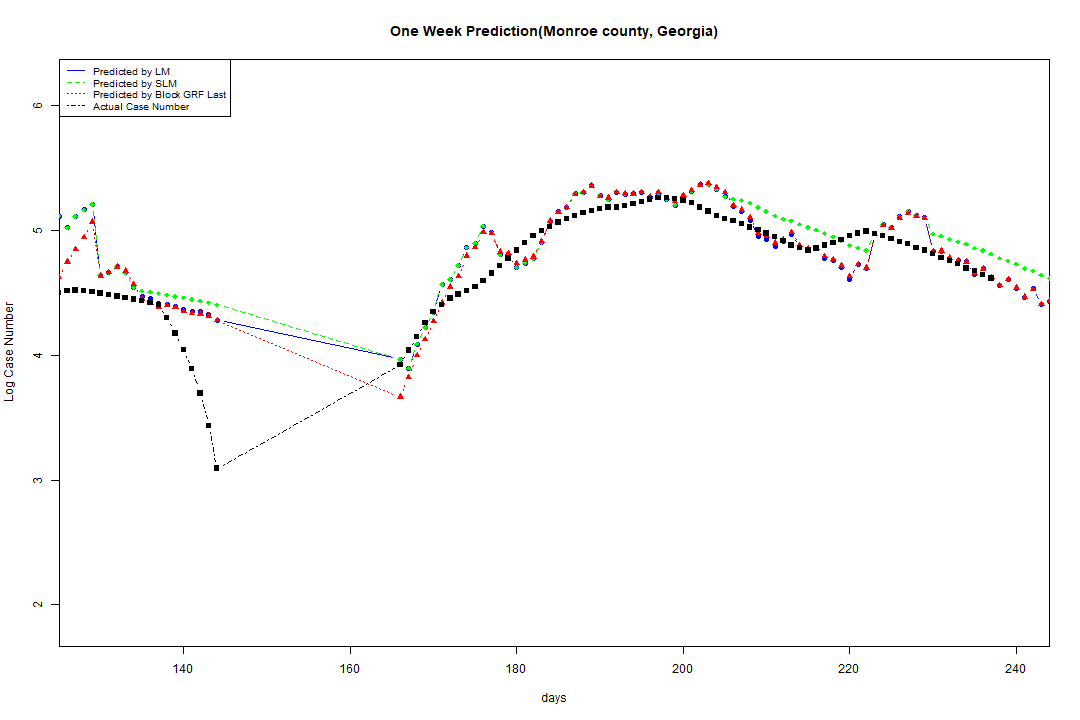 One Week Prediction(Monroe county, Georgia)
Predicted by LM
Predicted by SLM
Predicted by Block GRF Last
Actual Case Number
6
5
4
3
2
Log Case Number
140 160 180 200 220 240
days